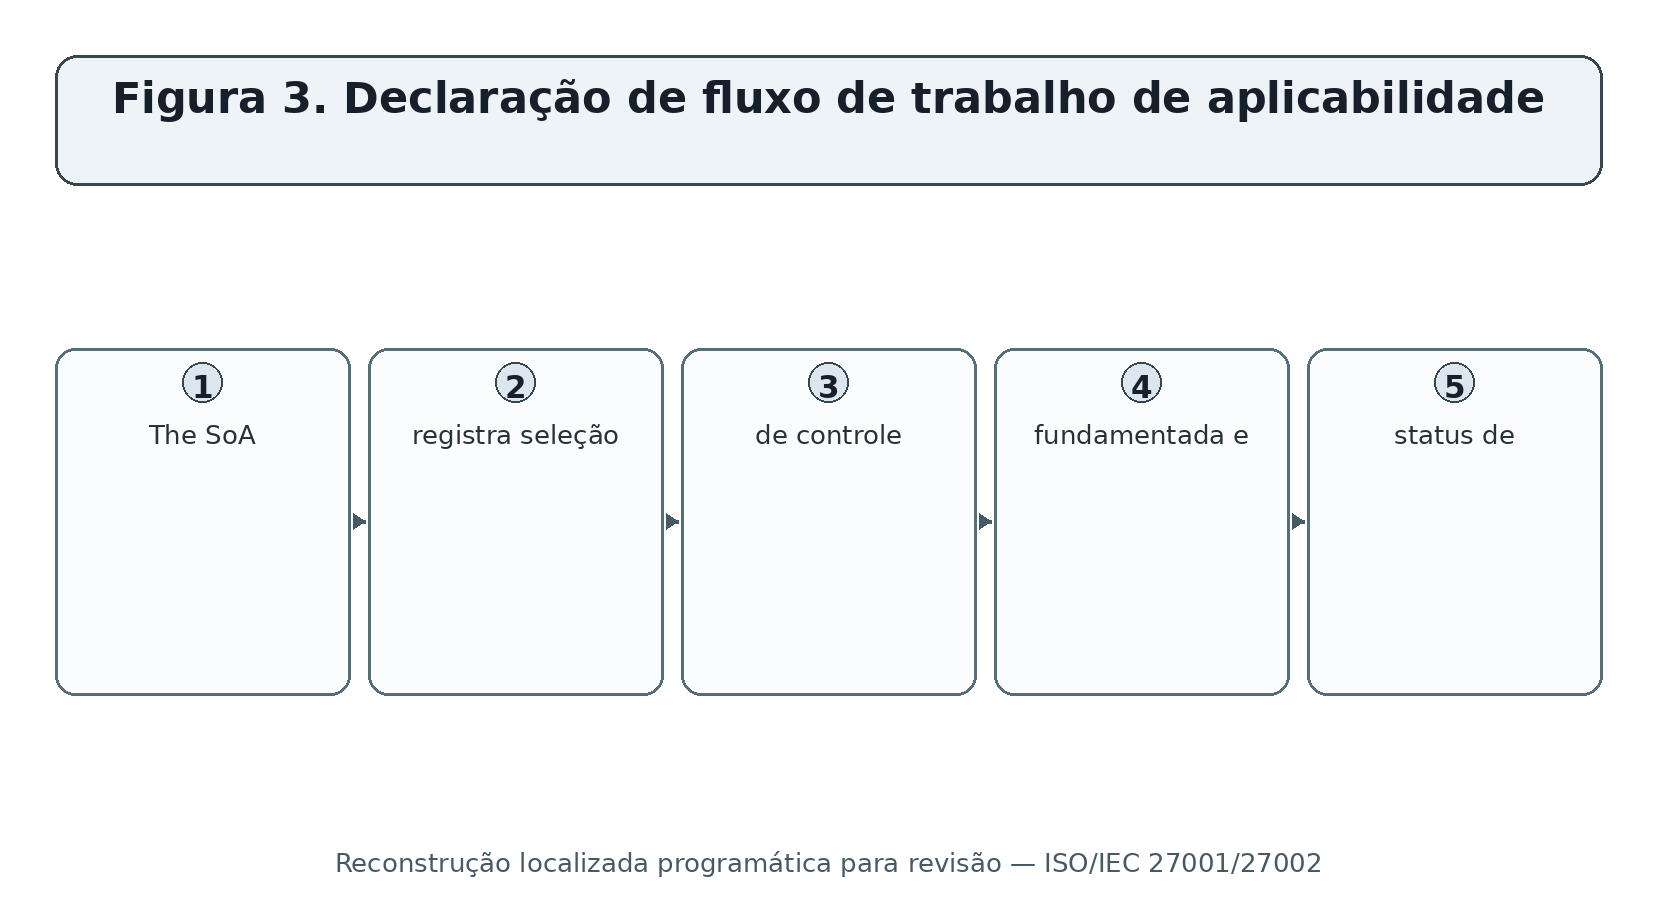 Figura 3. Declaração de fluxo de trabalho de aplicabilidade
1
The SoA
2
registra seleção
3
de controle
4
fundamentada e
5
status de
Reconstrução localizada programática para revisão — ISO/IEC 27001/27002